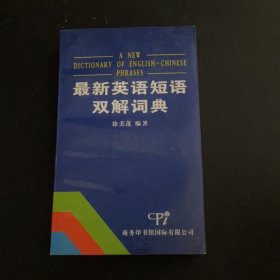 A NEW
DICTIONARY OF ENGLISH-CHINESE
PHRASES
最新英语短语
双解词典
徐美莲 编著
CPi
商务印书馆国际有限公司